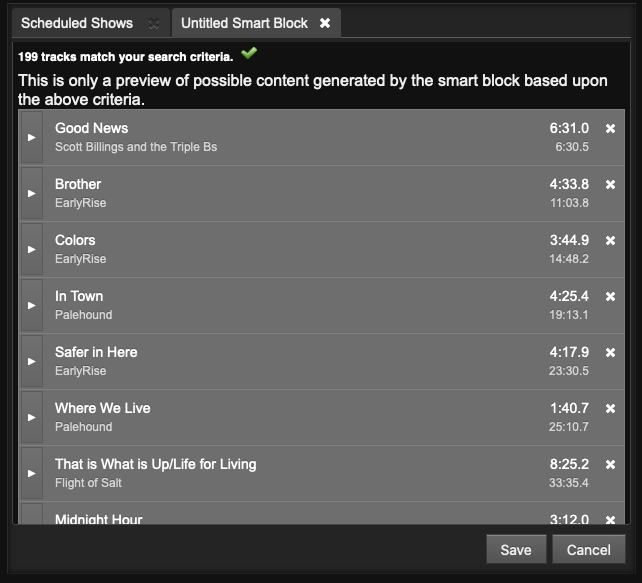 Scheduled Shows
Untitled Smart Block
199 tracks match your search criteria.
This is only a preview of possible content generated by the smart block based upon
the above criteria.
Good News 6:31.0
Scott Billings and the Triple Bs 6:30.5
Brother 4:33.8
EarlyRise 11:03.8
Colors 3:44.9
EarlyRise 14:48.2
In Town 4:25.4
Palehound 19:13.1
Safer in Here 4:17.9
EarlyRise 23:30.5
Where We Live 1:40.7
Palehound 25:10.7
That is What is Up/Life for Living 8:25.2
Flight of Salt 33:35.4
Midnight Hour 3:12.0
Save
Cancel